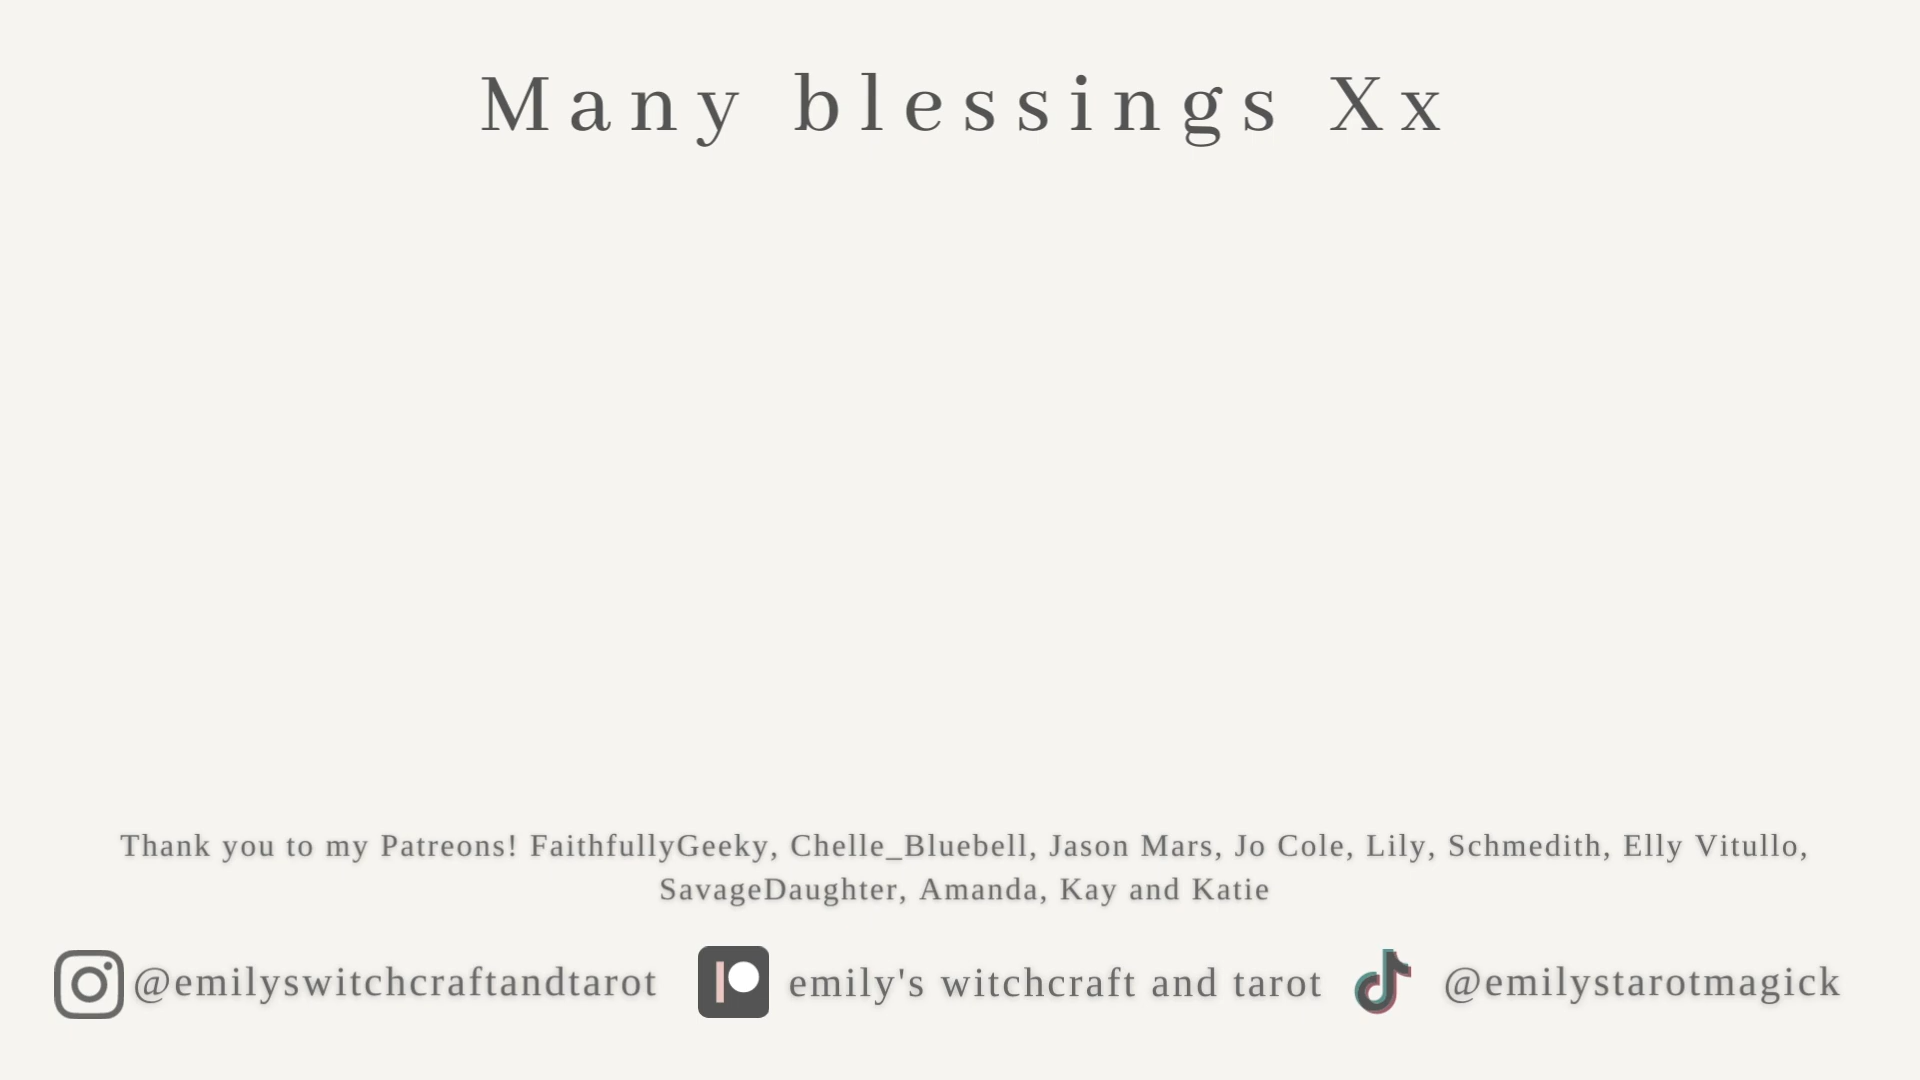 Many blessings Xx
Thank you to my Patreons! FaithfullyGeeky, Chelle_Bluebell, Jason Mars, Jo Cole, Lily, Schmedith, Elly Vitullo,
SavageDaughter, Amanda, Kay and Katie
@emilyswitchcraftandtarot emily's witchcraft and tarot @emilystarotmagick